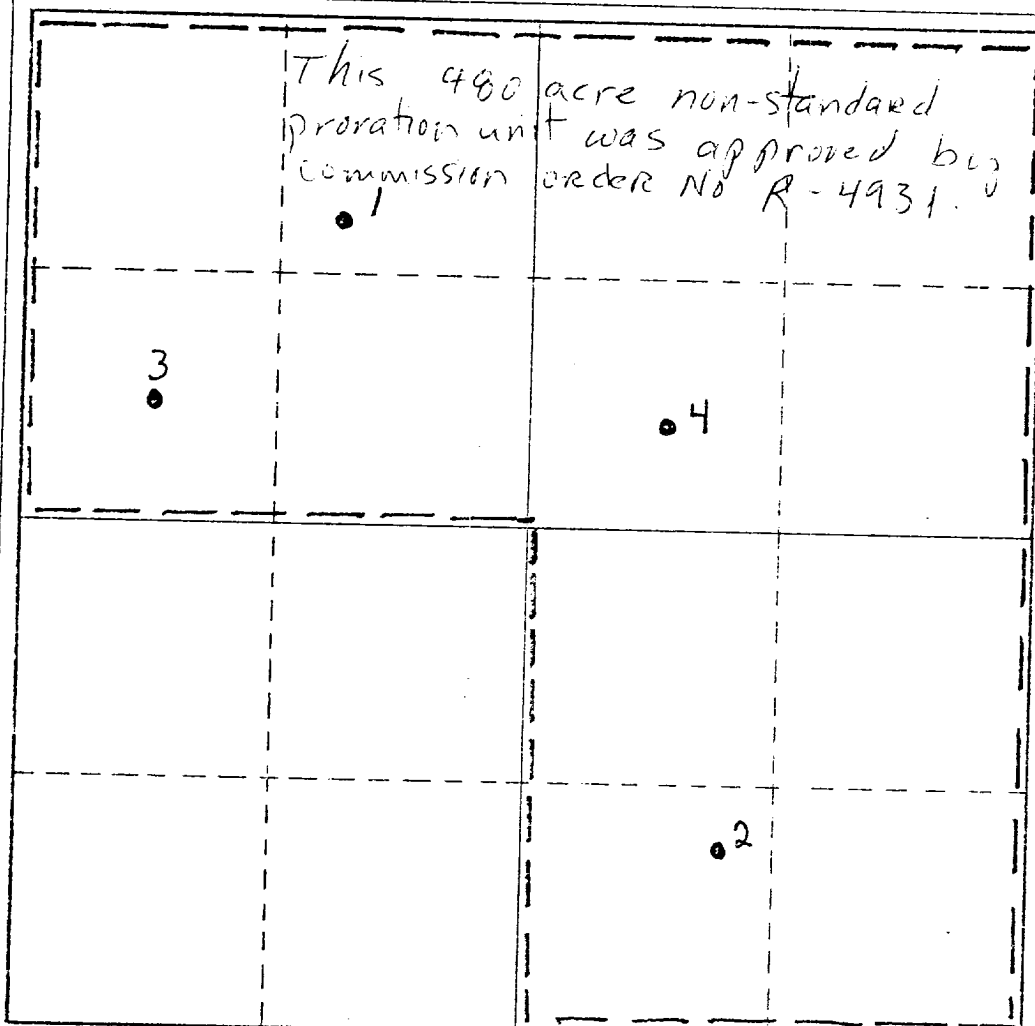 This 480 acre non-standard
proration unit was approved by
commission order No R-4931.
1
3
4
2